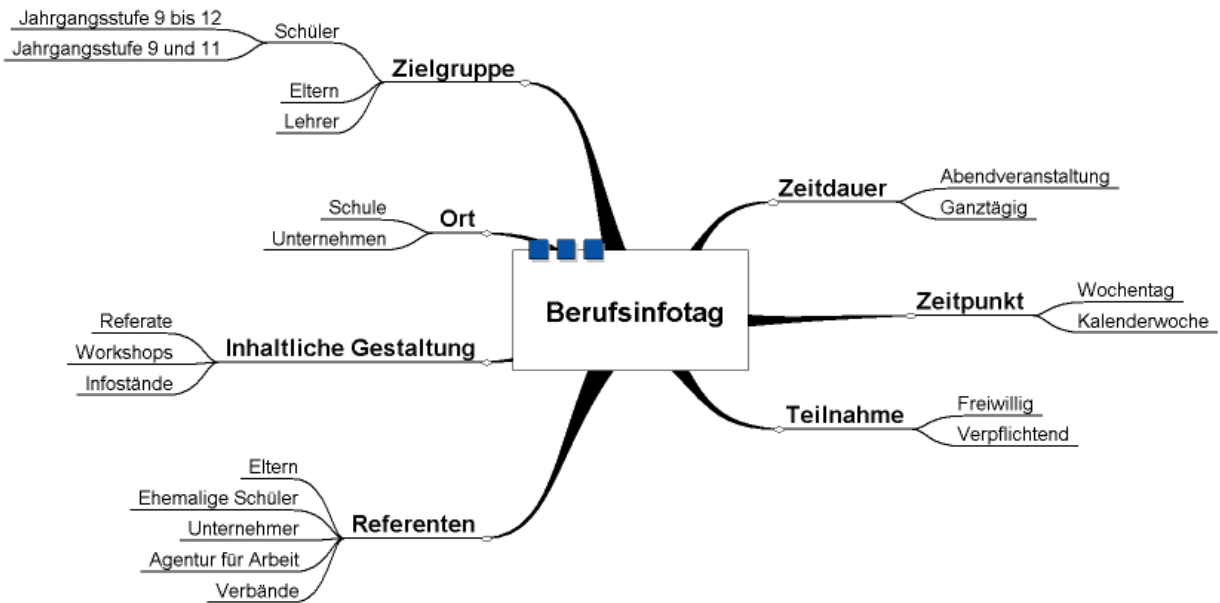 Berufsinfotag
Zielgruppe
Schüler
Jahrgangsstufe 9 bis 12
Jahrgangsstufe 9 und 11
Eltern
Lehrer
Ort
Schule
Unternehmen
Inhaltliche Gestaltung
Referate
Workshops
Infostände
Referenten
Eltern
Ehemalige Schüler
Unternehmer
Agentur für Arbeit
Verbände
Zeitdauer
Abendveranstaltung
Ganztägig
Zeitpunkt
Wochentag
Kalenderwoche
Teilnahme
Freiwillig
Verpflichtend